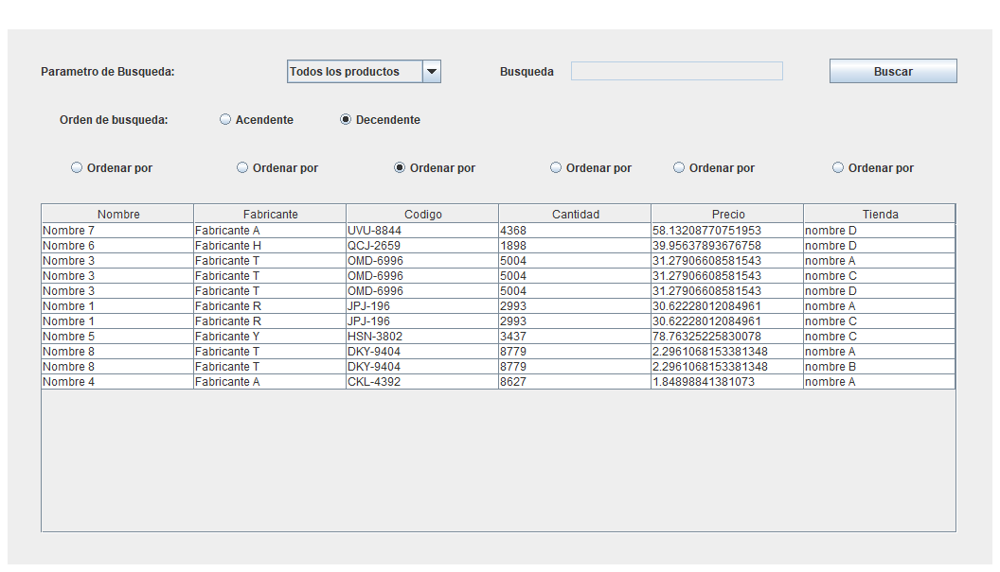 Parametro de Busqueda: Todos los productos Busqueda Buscar
Orden de busqueda: Acendente Decendente
Ordenar por Ordenar por Ordenar por Ordenar por Ordenar por Ordenar por
Nombre Fabricante Codigo Cantidad Precio Tienda
Nombre 7 Fabricante A UVU-8844 4368 58.13208770751953 nombre D
Nombre 6 Fabricante H QCJ-2659 1898 39.95637893676758 nombre D
Nombre 3 Fabricante T OMD-6996 5004 31.27906608581543 nombre A
Nombre 3 Fabricante T OMD-6996 5004 31.27906608581543 nombre C
Nombre 3 Fabricante T OMD-6996 5004 31.27906608581543 nombre D
Nombre 1 Fabricante R JPJ-196 2993 30.62228012084961 nombre A
Nombre 1 Fabricante R JPJ-196 2993 30.62228012084961 nombre C
Nombre 5 Fabricante Y HSN-3802 3437 78.76325225830078 nombre C
Nombre 8 Fabricante T DKY-9404 8779 2.2961068153381348 nombre A
Nombre 8 Fabricante T DKY-9404 8779 2.2961068153381348 nombre B
Nombre 4 Fabricante A CKL-4392 8627 1.84898841381073 nombre A